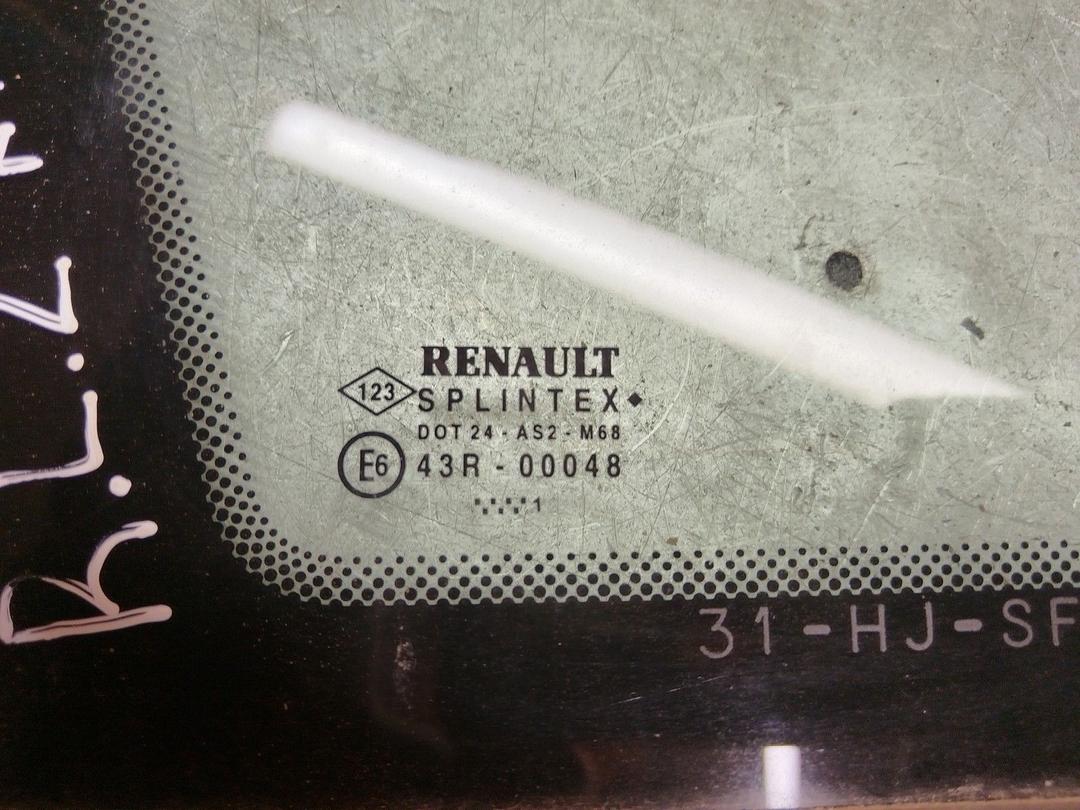 RENAULT
123
SPLINTEX
DOT 24 - AS2 - M68
E6
43R - 00048
1
31-HJ-SF
R.L.Z